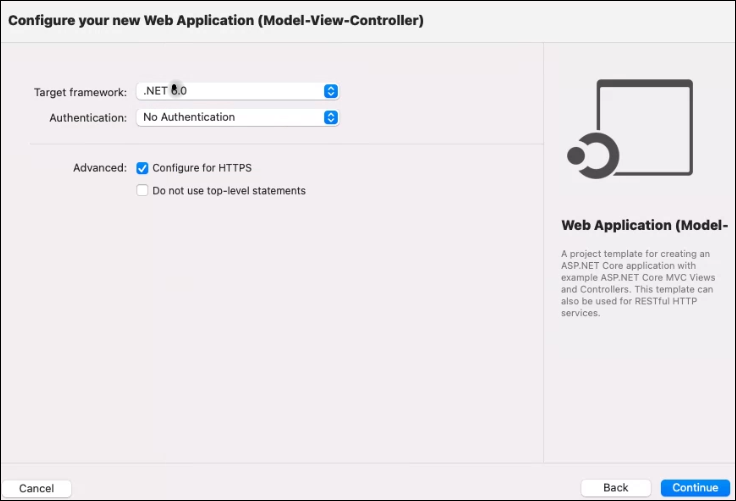 Configure your new Web Application (Model-View-Controller)
Target framework: .NET
Authentication: No Authentication
Advanced: Configure for HTTPS
Do not use top-level statements
Web Application (Model-
A project template for creating an
ASP.NET Core application with
example ASP.NET Core MVC Views
and Controllers. This template can
also be used for RESTful HTTP
services.
Cancel
Back
Continue